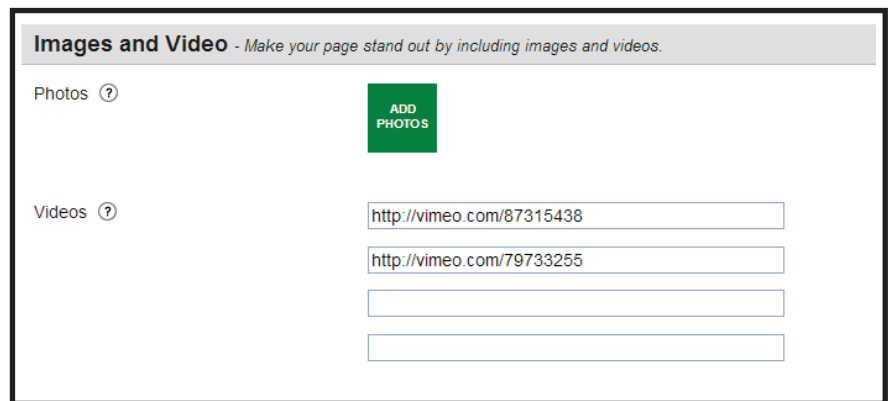 Images and Video - Make your page stand out by including images and videos.
Photos ?
ADD
PHOTOS
Videos ?
http://vimeo.com/87315438
http://vimeo.com/79733255